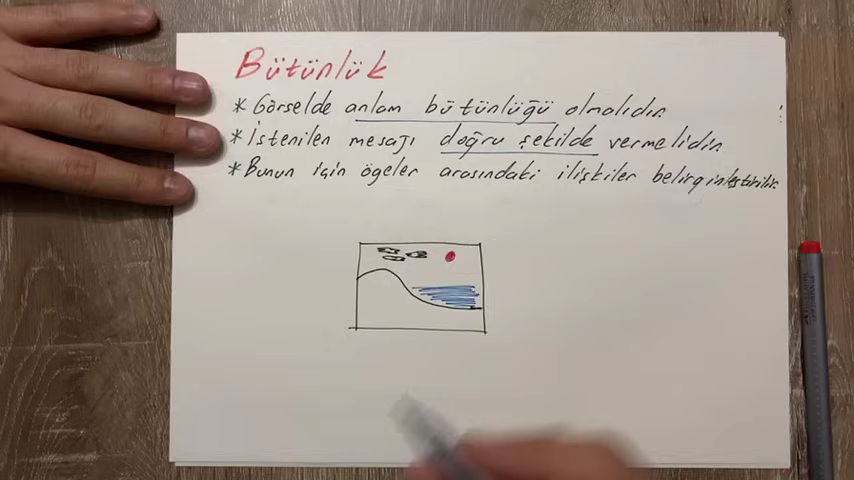 Bütünlük
* Görselde anlam bütünlüğü olmalıdır.
* İstenilen mesajı doğru şekilde vermelidir.
* Bunun için ögeler arasındaki ilişkiler belirginleştirilir.